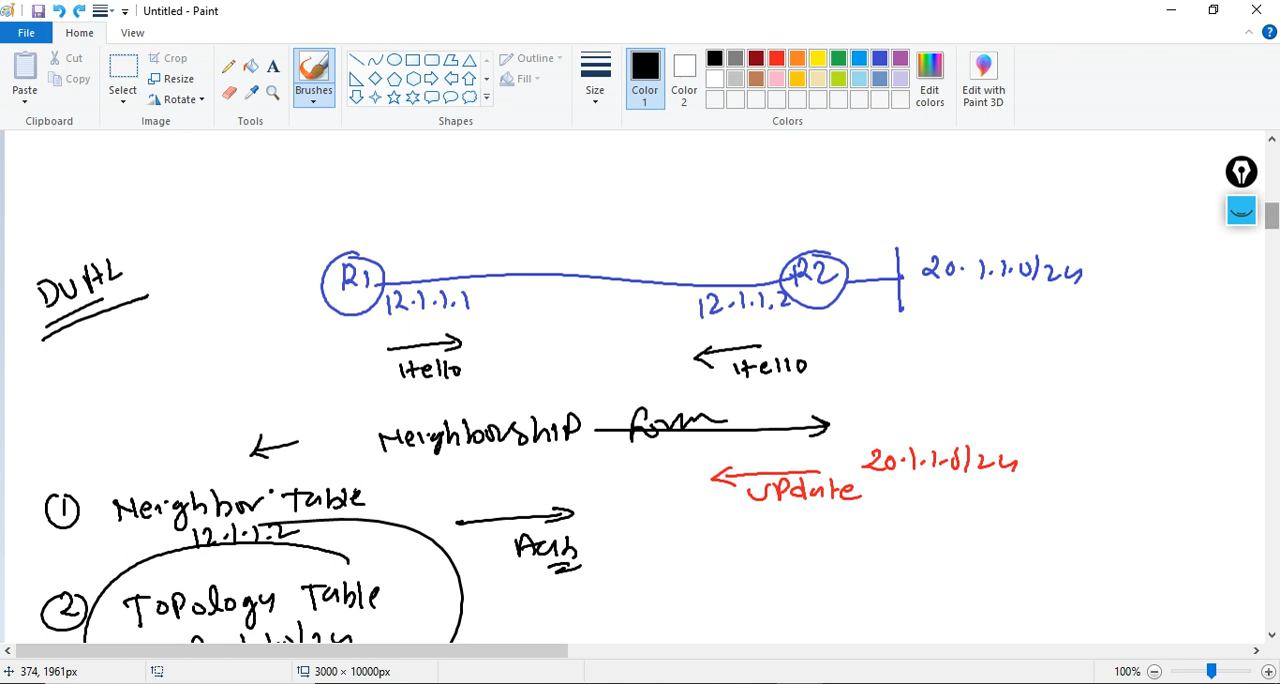 Untitled - Paint
File
Home
View
Paste
Cut
Copy
Clipboard
Select
Crop
Resize
Rotate
Image
Tools
Brushes
Outline
Fill
Shapes
Size
Color 1
Color 2
Edit colors
Edit with Paint 3D
Colors
R1
R2
20.1.1.0/24
12.1.1.1
12.1.1.2
Hello
Hello
Neighborship form
20.1.1.0/24
update
1 Neighbor Table
12.1.1.2
2 Topology Table
374, 1961px
3000 × 10000px
100%